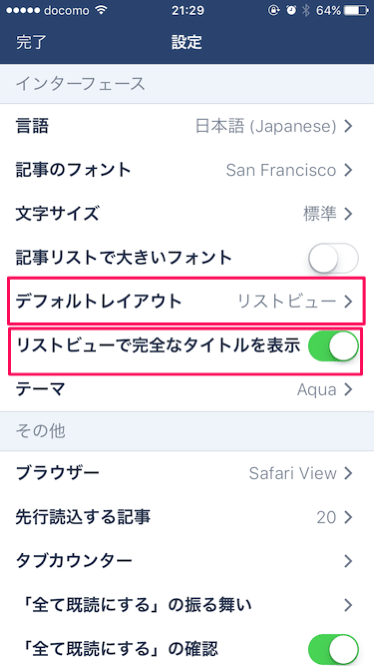 docomo 21:29 64%
完了 設定
インターフェース
言語 日本語 (Japanese)
記事のフォント San Francisco
文字サイズ 標準
記事リストで大きいフォント
デフォルトレイアウト リストビュー
リストビューで完全なタイトルを表示
テーマ Aqua
その他
ブラウザー Safari View
先行読込する記事 20
タブカウンター
「全て既読にする」の振る舞い
「全て既読にする」の確認